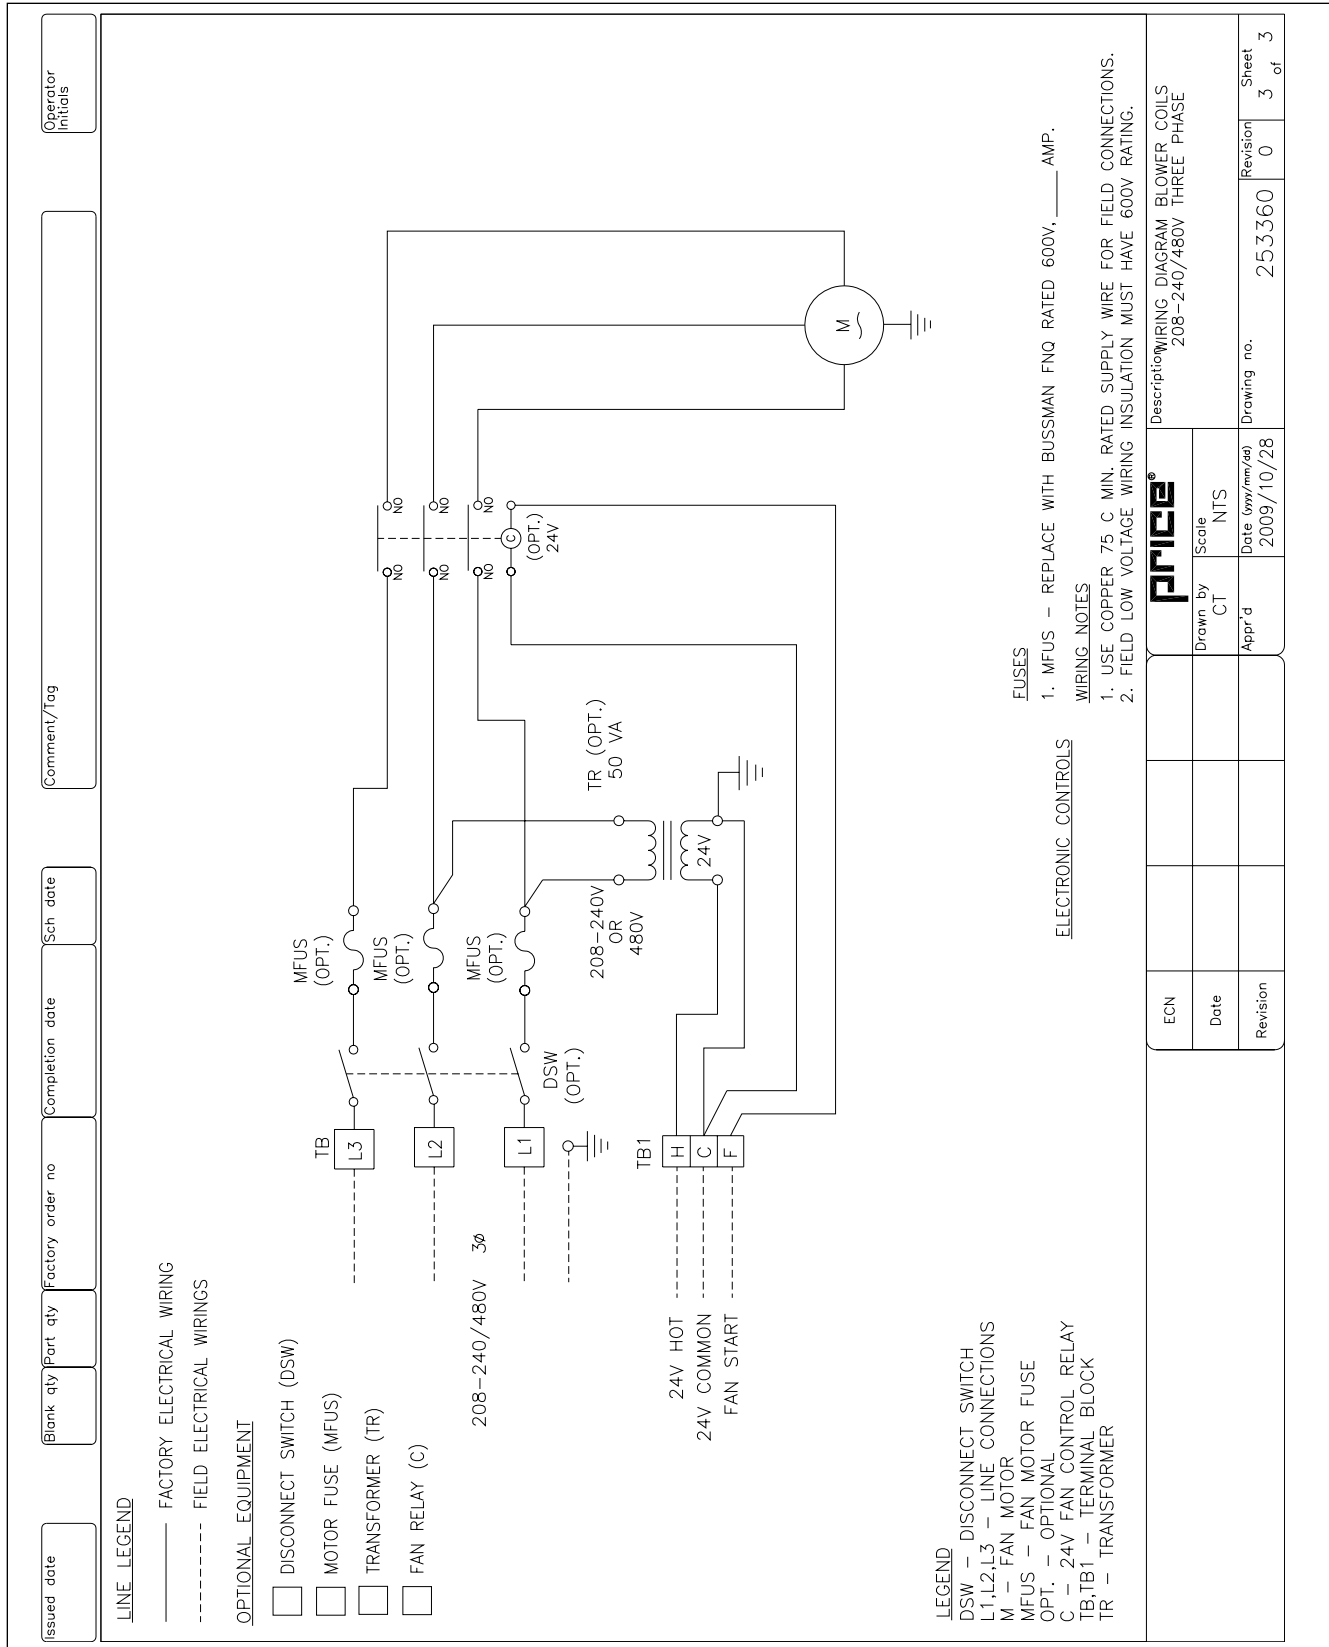 Issued date
Blank qty
Part qty
Factory order no
Completion date
Sch date
Comment/Tag
Operator
Initials
LINE LEGEND
FACTORY ELECTRICAL WIRING
FIELD ELECTRICAL WIRINGS
OPTIONAL EQUIPMENT
DISCONNECT SWITCH (DSW)
MOTOR FUSE (MFUS)
TRANSFORMER (TR)
FAN RELAY (C)
208-240/480V 3Ø
TB
L3
L2
L1
MFUS
(OPT.)
MFUS
(OPT.)
MFUS
(OPT.)
DSW
(OPT.)
NO
NO
NO
NO
NO
NO
C
(OPT.)
24V
M
208-240V
OR
480V
TR (OPT.)
50 VA
24V
TB1
H
C
F
24V HOT
24V COMMON
FAN START
LEGEND
DSW - DISCONNECT SWITCH
L1,L2,L3 - LINE CONNECTIONS
M - FAN MOTOR
MFUS - FAN MOTOR FUSE
OPT. - OPTIONAL
C - 24V FAN CONTROL RELAY
TB,TB1 - TERMINAL BLOCK
TR - TRANSFORMER
ELECTRONIC CONTROLS
FUSES
1. MFUS - REPLACE WITH BUSSMAN FNQ RATED 600V, ____ AMP.
WIRING NOTES
1. USE COPPER 75 C MIN. RATED SUPPLY WIRE FOR FIELD CONNECTIONS.
2. FIELD LOW VOLTAGE WIRING INSULATION MUST HAVE 600V RATING.
ECN
Date
Revision
price®
Drawn by
CT
Scale
NTS
Appr'd
Date (yyyy/mm/dd)
2009/10/28
Description
WIRING DIAGRAM BLOWER COILS
208-240/480V THREE PHASE
Drawing no.
253360
Revision
0
Sheet
3 of 3